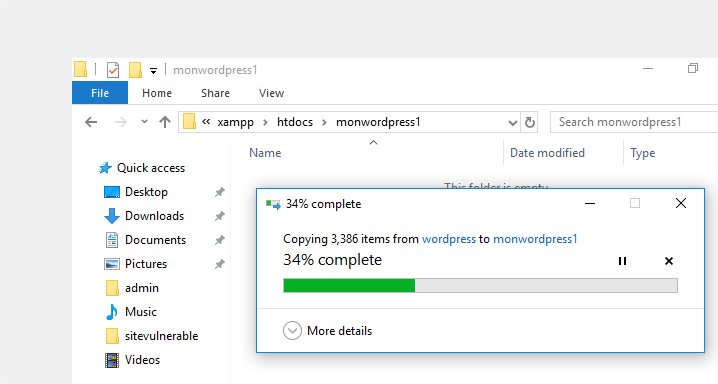 monwordpress1
File Home Share View
« xampp › htdocs › monwordpress1 Search monwordpress1
Name Date modified Type
Quick access
This folder is empty.
Desktop
34% complete
Downloads
Documents
Copying 3,386 items from wordpress to monwordpress1
34% complete
Pictures
admin
Music
sitevulnerable
More details
Videos